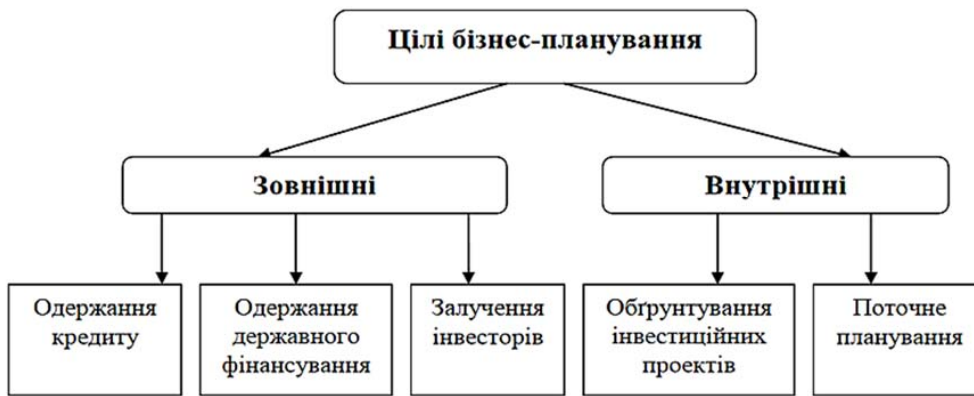 Цілі бізнес-планування
Зовнішні
Внутрішні
Одержання
кредиту
Одержання
державного
фінансування
Залучення
інвесторів
Обґрунтування
інвестиційних
проектів
Поточне
планування